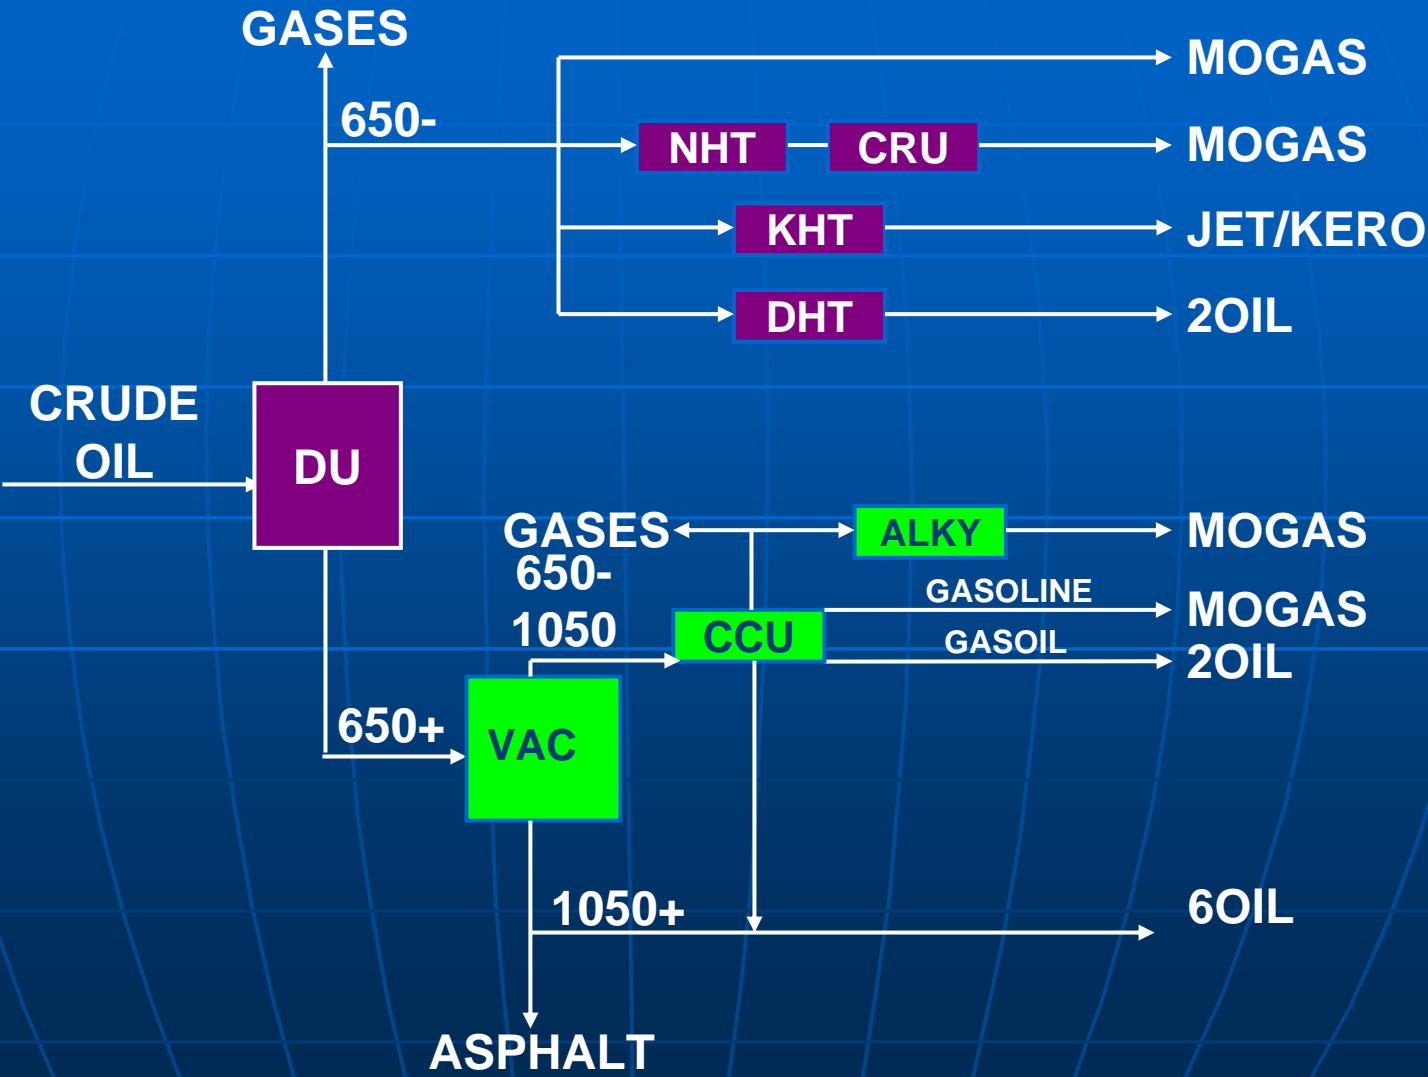 GASES
MOGAS
650-
NHT
CRU
MOGAS
KHT
JET/KERO
DHT
2OIL
CRUDE
OIL
DU
GASES
ALKY
MOGAS
650-
1050
GASOLINE
MOGAS
CCU
GASOIL
2OIL
650+
VAC
1050+
6OIL
ASPHALT